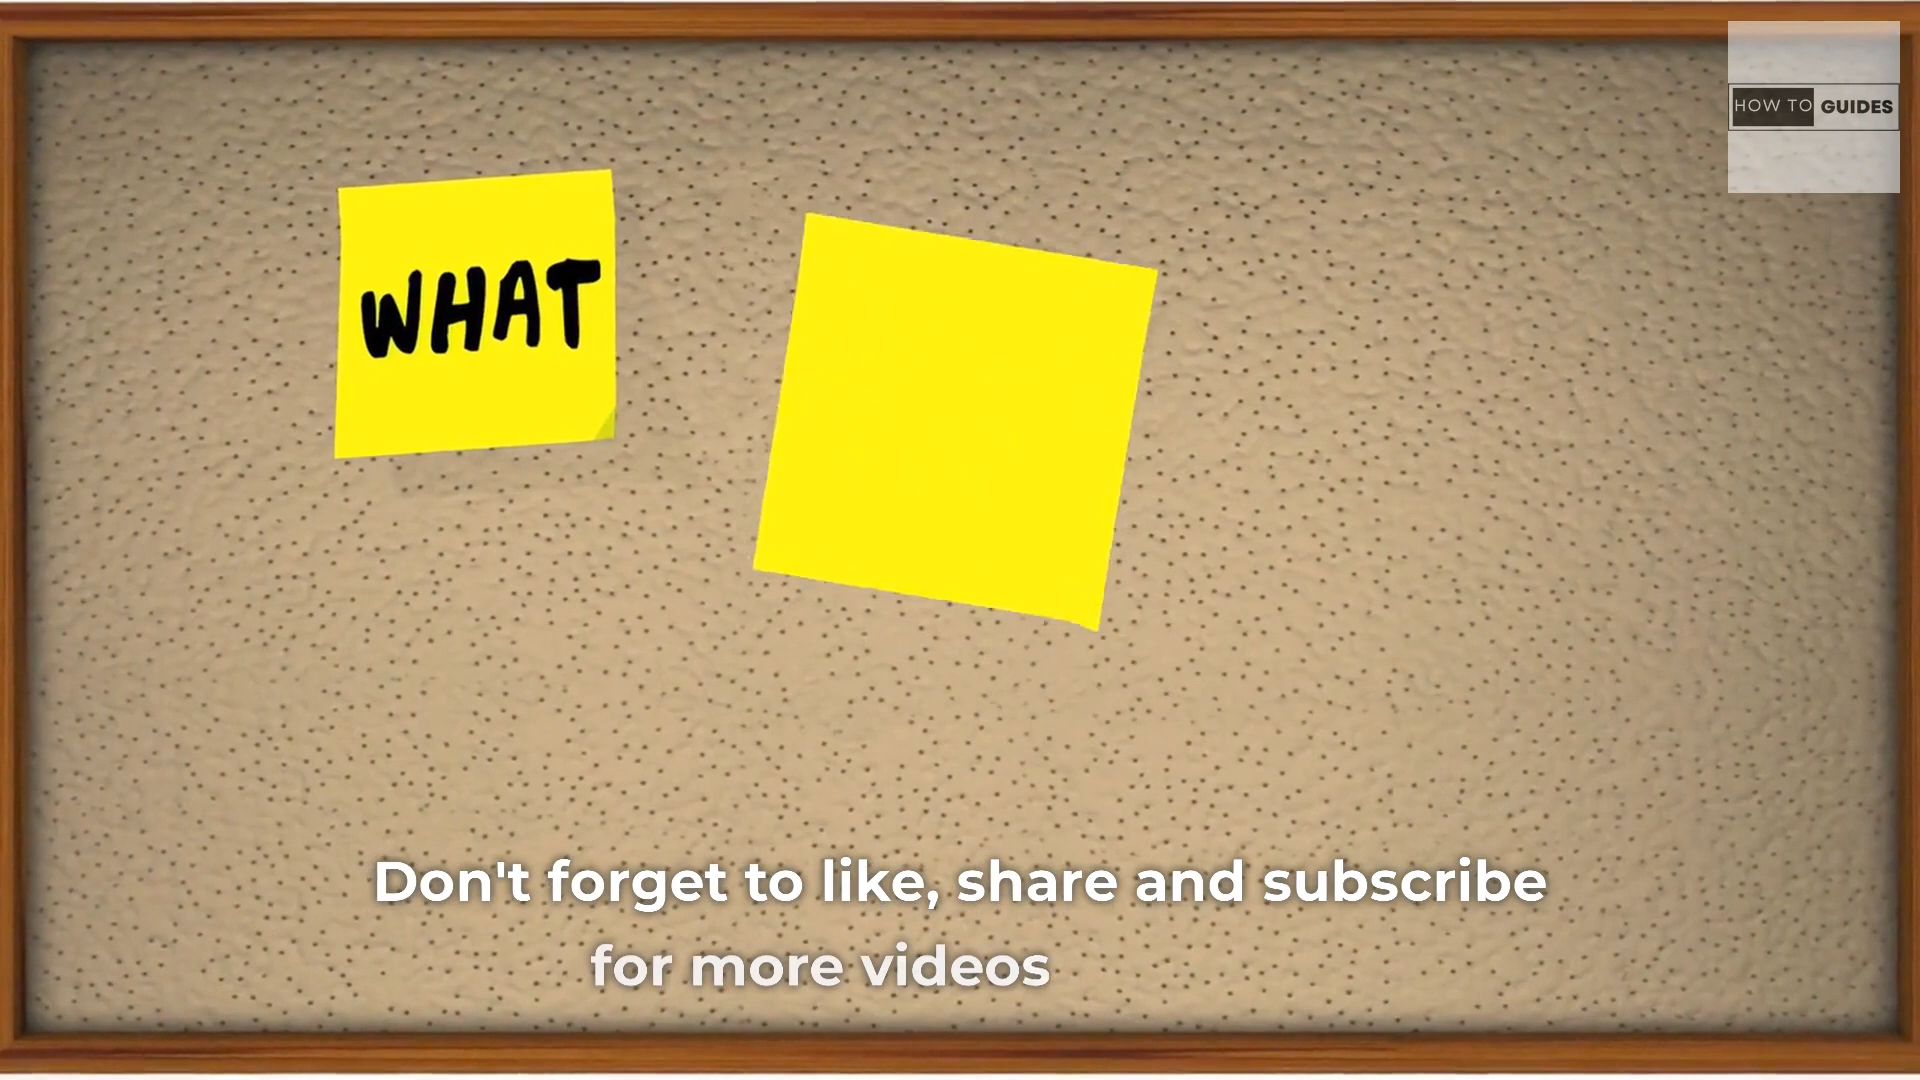 HOW TO GUIDES
WHAT
Don't forget to like, share and subscribe
for more videos